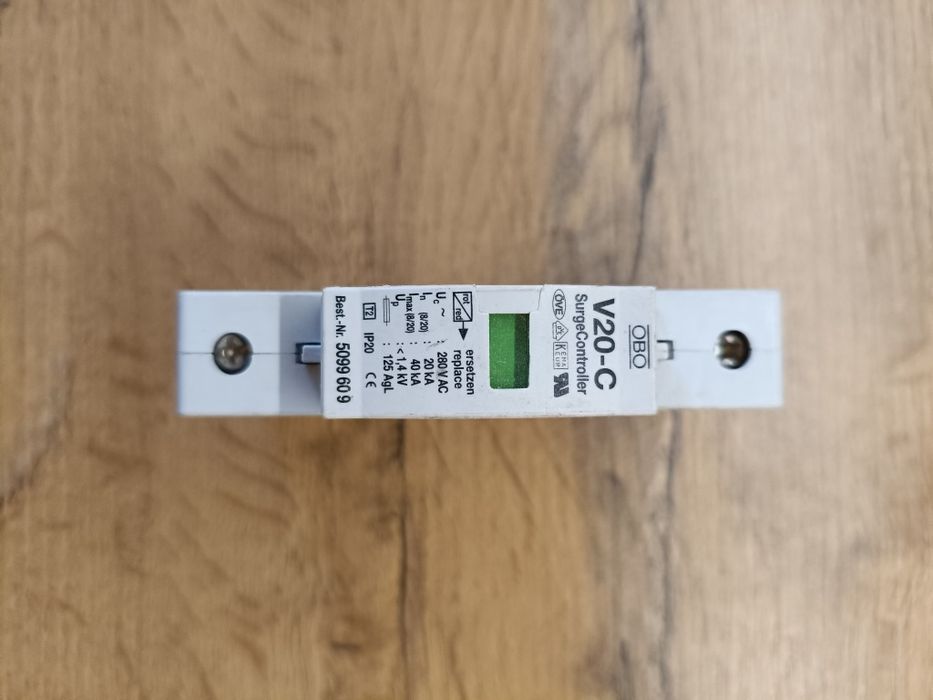 OBO
V20-C
SurgeController
ÖVE KEMA KEUR
rot/red ersetzen
replace
Uc ~ : 280 V AC
In (8/20) : 20 kA
Imax (8/20) : 40 kA
Up : < 1,4 kV
: 125 AgL
T2 IP20 CE
Best.-Nr. 5099 60 9